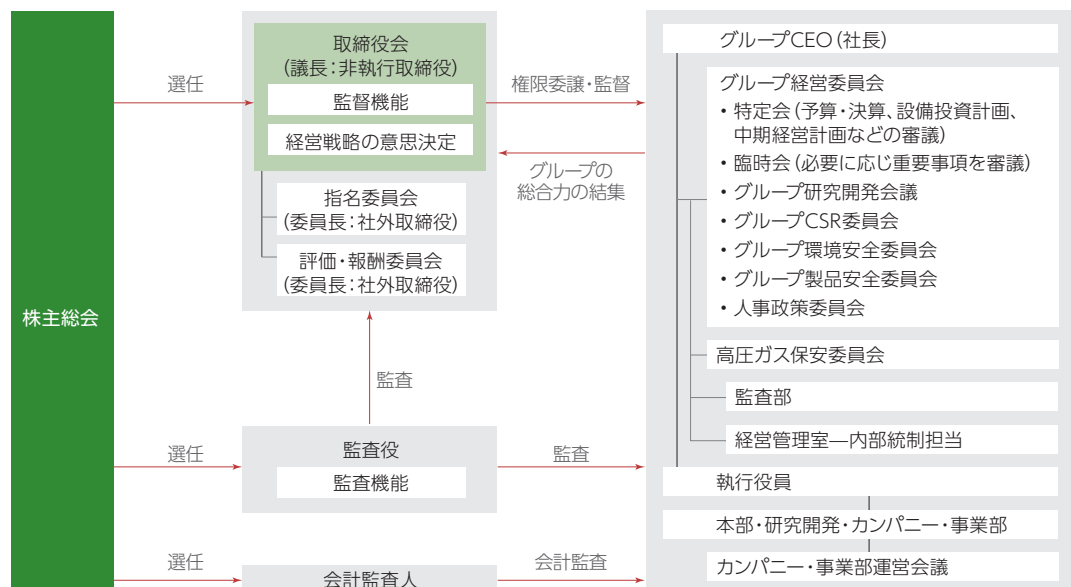 株主総会
選任
取締役会
(議長：非執行取締役)
監督機能
経営戦略の意思決定
指名委員会
(委員長：社外取締役)
評価・報酬委員会
(委員長：社外取締役)
権限委譲・監督
グループの
総合力の結集
監査
選任
監査役
監査機能
監査
選任
会計監査人
会計監査
グループCEO(社長)
グループ経営委員会
・特定会(予算・決算、設備投資計画、
中期経営計画などの審議)
・臨時会(必要に応じ重要事項を審議)
・グループ研究開発会議
・グループCSR委員会
・グループ環境安全委員会
・グループ製品安全委員会
・人事政策委員会
高圧ガス保安委員会
監査部
経営管理室―内部統制担当
執行役員
本部・研究開発・カンパニー・事業部
カンパニー・事業部運営会議